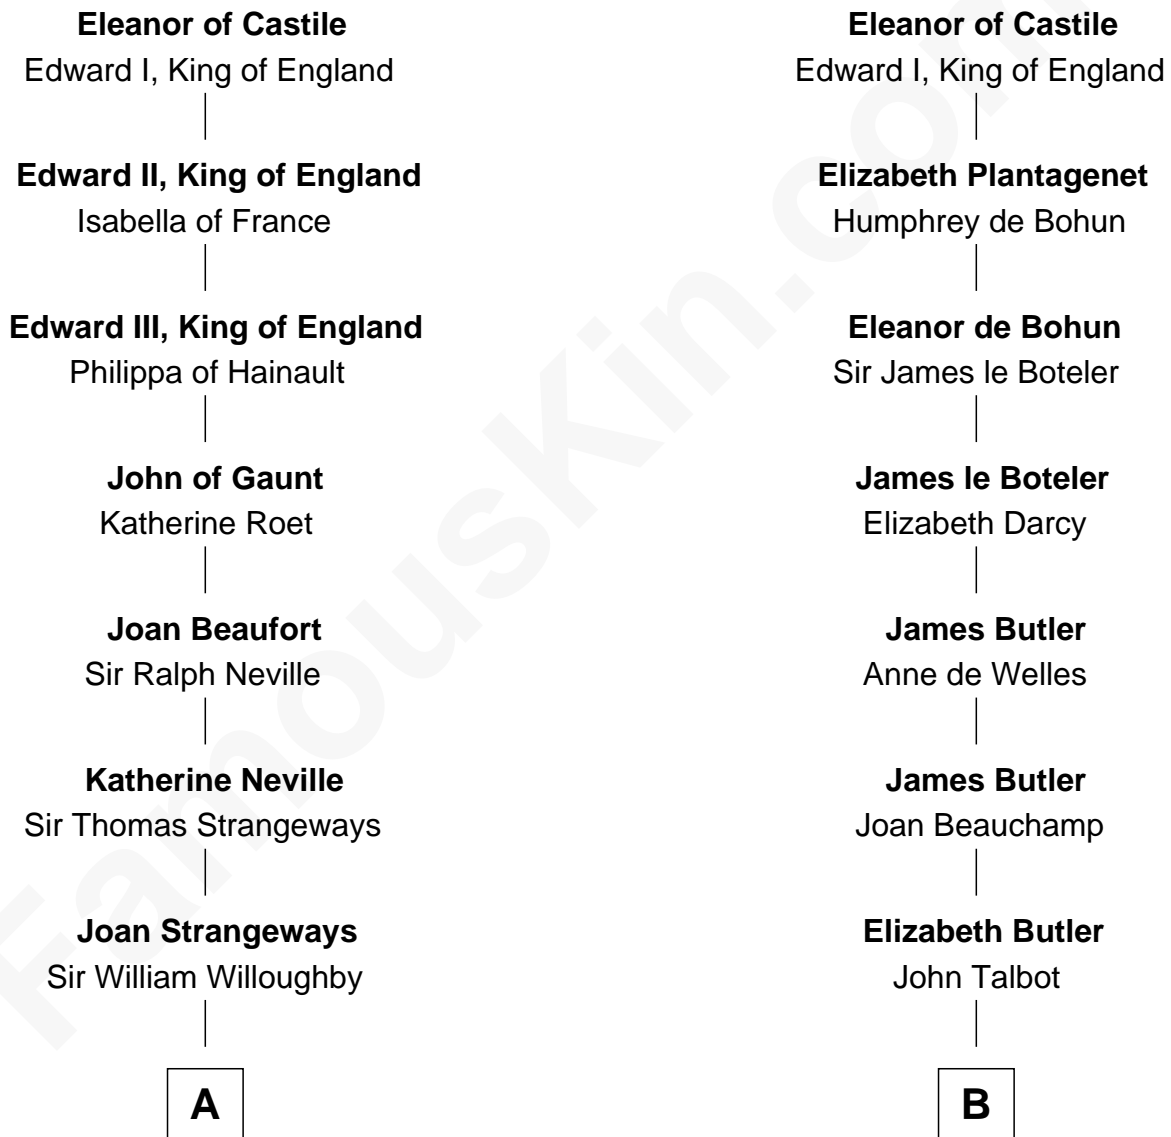 Eleanor of Castile
Edward I, King of England
Edward II, King of England
Isabella of France
Edward III, King of England
Philippa of Hainault
John of Gaunt
Katherine Roet
Joan Beaufort
Sir Ralph Neville
Katherine Neville
Sir Thomas Strangeways
Joan Strangeways
Sir William Willoughby
A
Eleanor of Castile
Edward I, King of England
Elizabeth Plantagenet
Humphrey de Bohun
Eleanor de Bohun
Sir James le Boteler
James le Boteler
Elizabeth Darcy
James Butler
Anne de Welles
James Butler
Joan Beauchamp
Elizabeth Butler
John Talbot
B
FamousKin.com